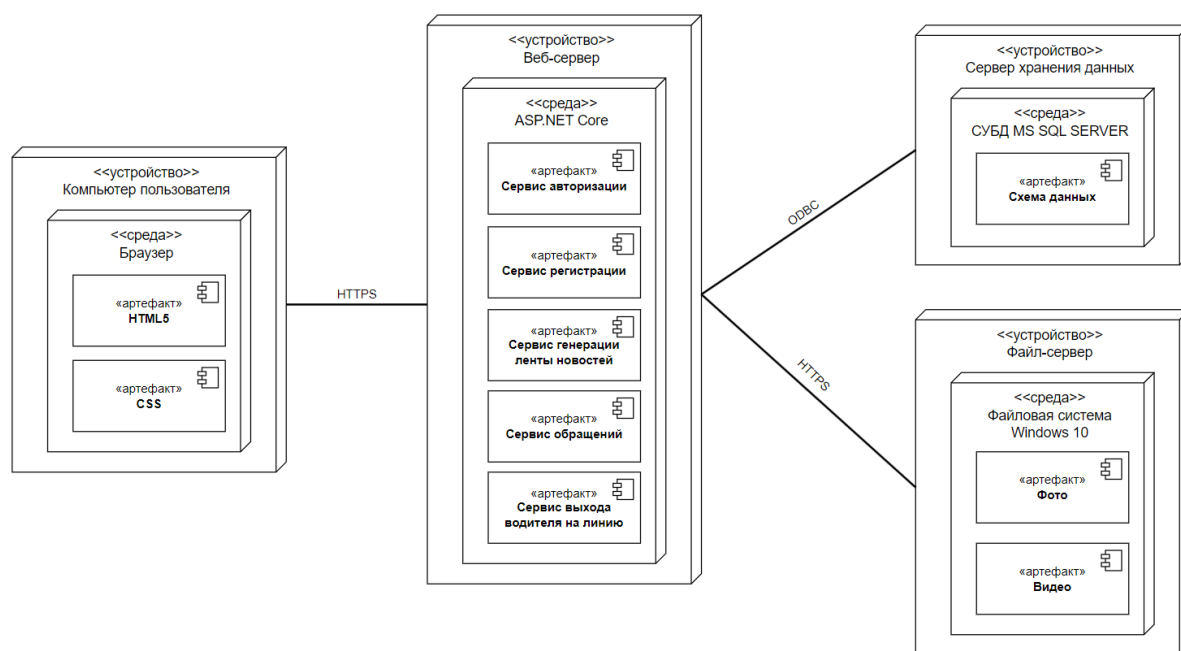 <<устройство>>
Компьютер пользователя
<<среда>>
Браузер
«артефакт»
HTML5
«артефакт»
CSS
HTTPS
<<устройство>>
Веб-сервер
<<среда>>
ASP.NET Core
«артефакт»
Сервис авторизации
«артефакт»
Сервис регистрации
«артефакт»
Сервис генерации
ленты новостей
«артефакт»
Сервис обращений
«артефакт»
Сервис выхода
водителя на линию
ODBC
HTTPS
<<устройство>>
Сервер хранения данных
<<среда>>
СУБД MS SQL SERVER
«артефакт»
Схема данных
<<устройство>>
Файл-сервер
<<среда>>
Файловая система
Windows 10
«артефакт»
Фото
«артефакт»
Видео